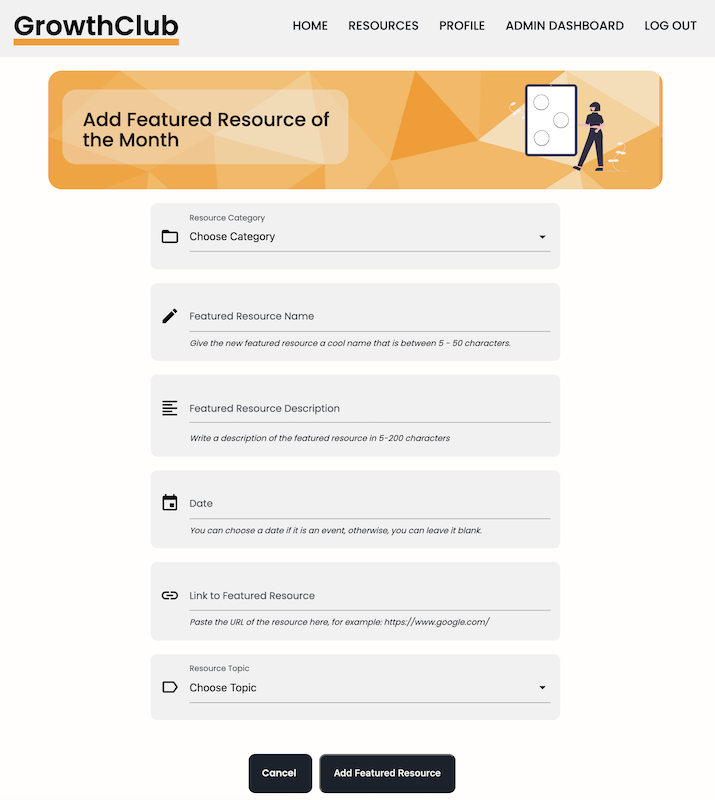 GrowthClub
HOME RESOURCES PROFILE ADMIN DASHBOARD LOG OUT
Add Featured Resource of
the Month
Resource Category
Choose Category
Featured Resource Name
Give the new featured resource a cool name that is between 5 - 50 characters.
Featured Resource Description
Write a description of the featured resource in 5-200 characters
Date
You can choose a date if it is an event, otherwise, you can leave it blank.
Link to Featured Resource
Paste the URL of the resource here, for example: https://www.google.com/
Resource Topic
Choose Topic
Cancel Add Featured Resource